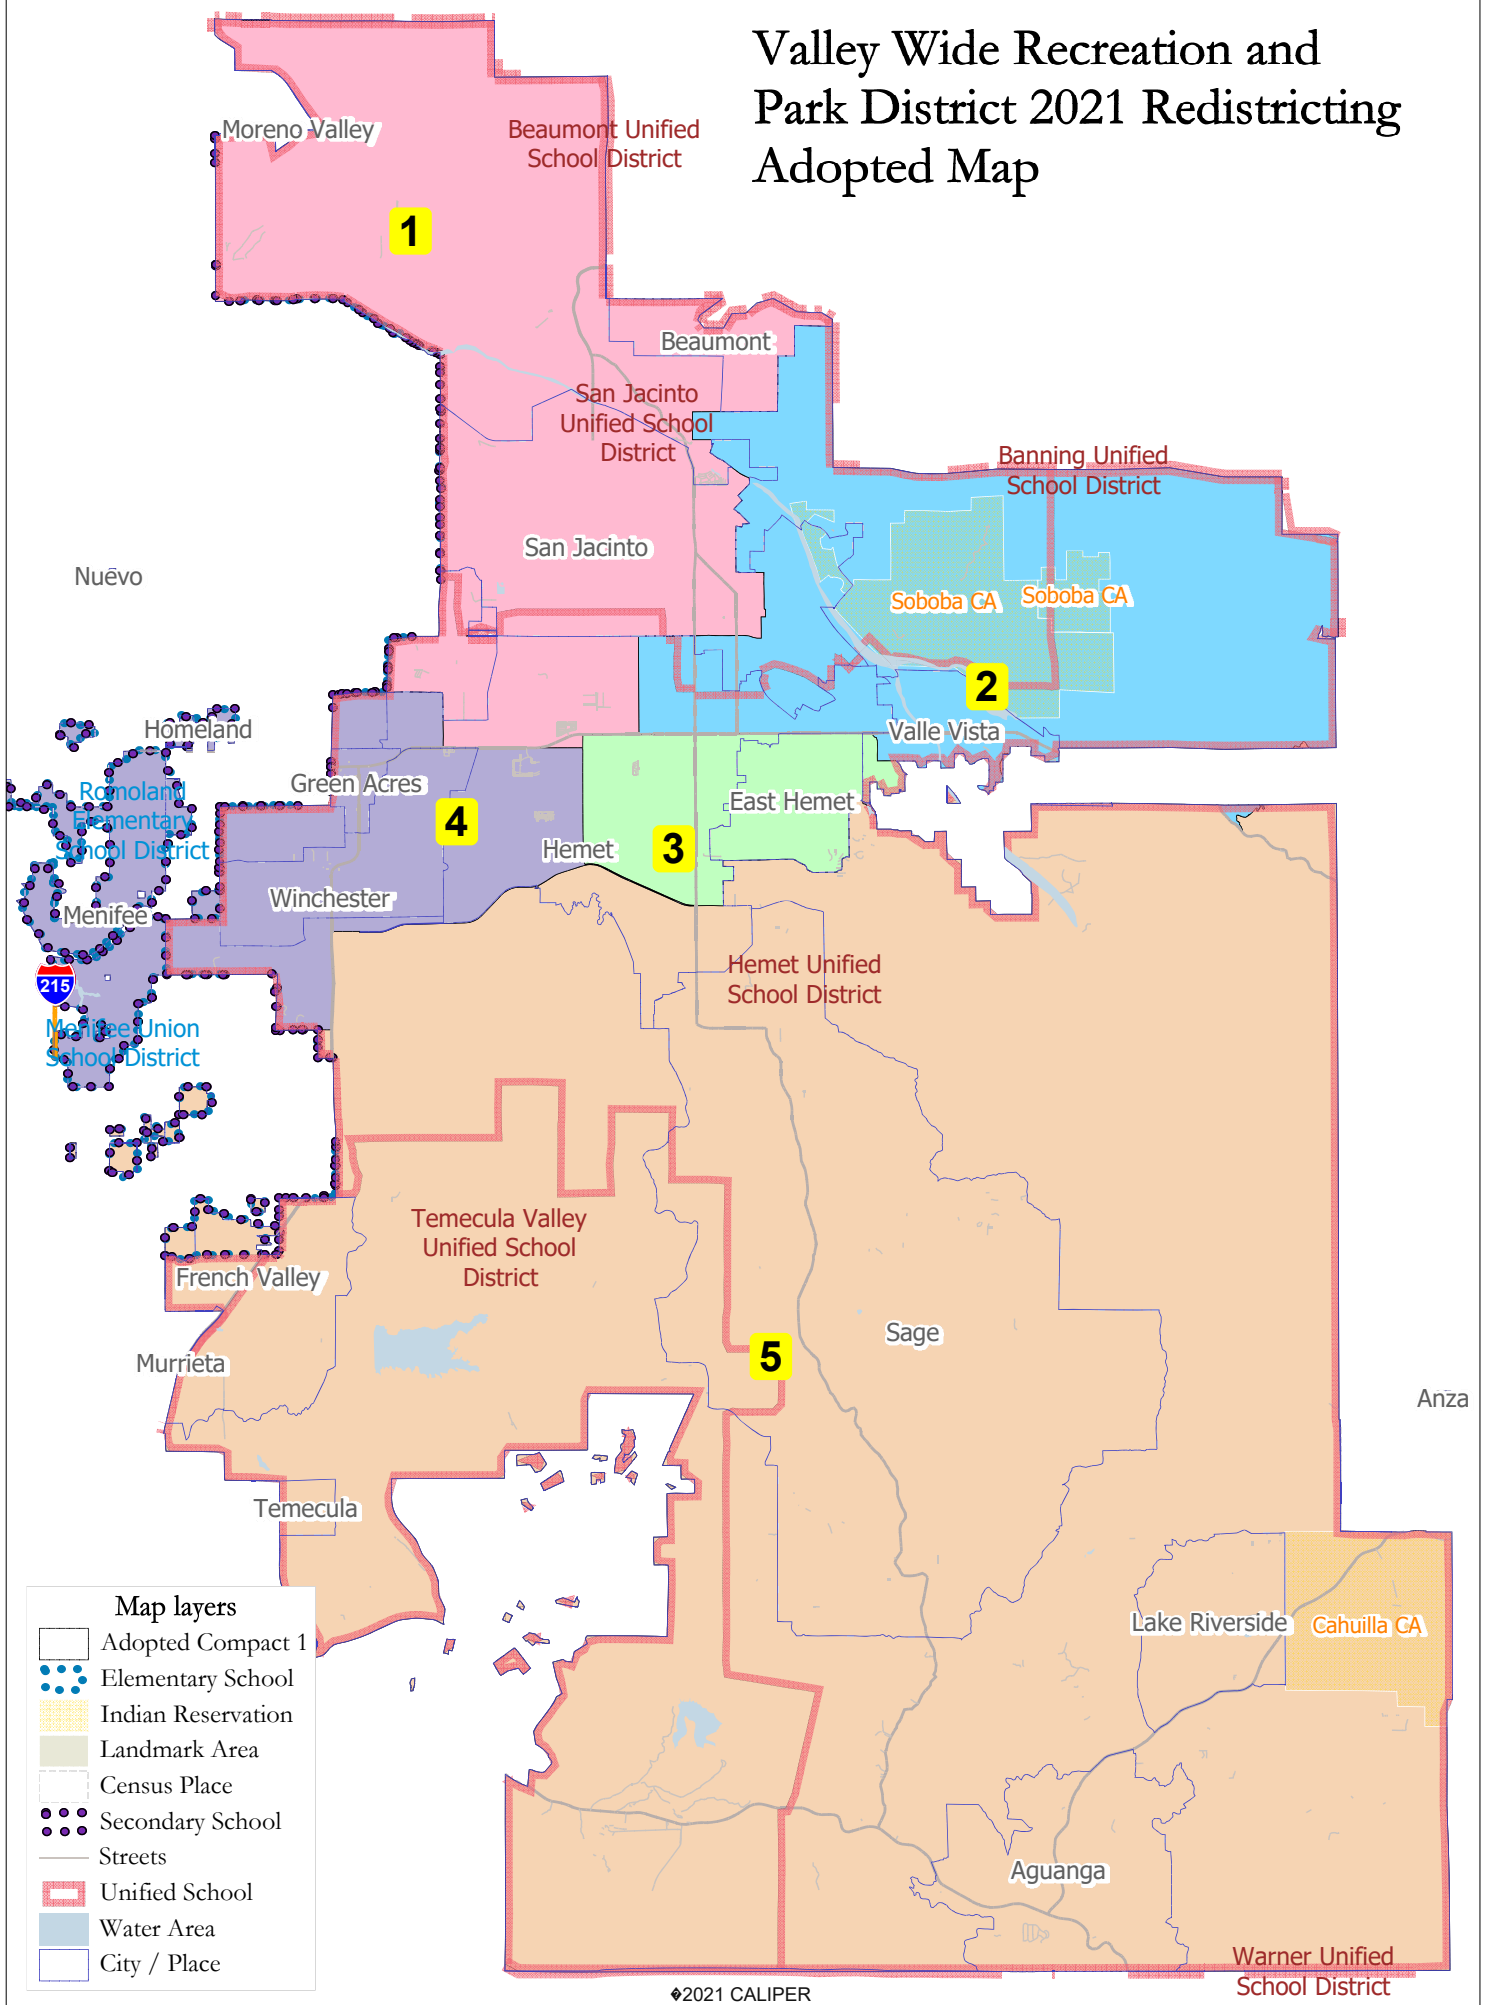 Valley Wide Recreation and
Park District 2021 Redistricting
Adopted Map
Moreno Valley
Beaumont Unified
School District
1
Beaumont
San Jacinto
Unified School
District
Banning Unified
School District
San Jacinto
Nuevo
Soboba CA
Soboba CA
2
Homeland
Valle Vista
Green Acres
Romoland
Elementary
School District
East Hemet
4
3
Hemet
Winchester
Menifee
Hemet Unified
School District
215
Menifee Union
School District
Temecula Valley
Unified School
District
French Valley
Sage
Murrieta
5
Anza
Temecula
Lake Riverside
Cahuilla CA
Map layers
Adopted Compact 1
Elementary School
Indian Reservation
Landmark Area
Census Place
Secondary School
Streets
Unified School
Water Area
City / Place
Aguanga
Warner Unified
School District
�2021 CALIPER